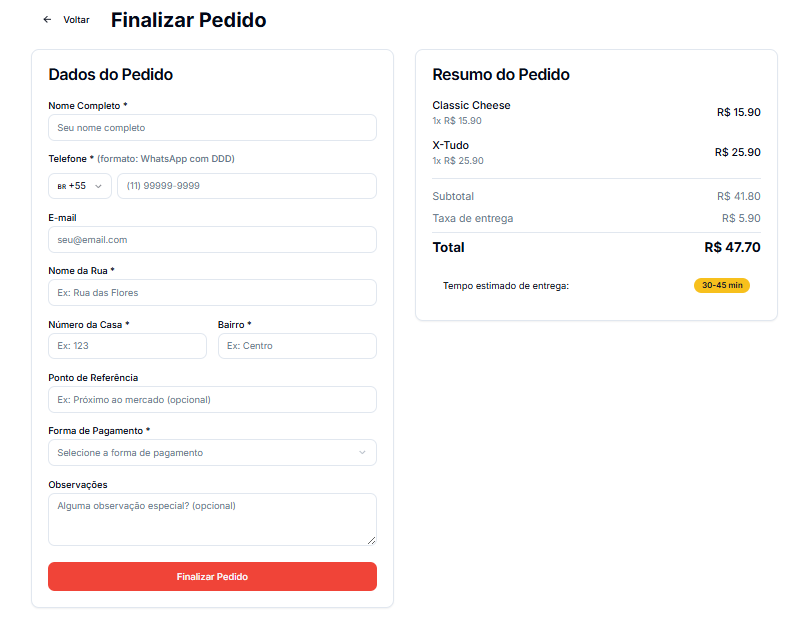 Voltar
Finalizar Pedido
Dados do Pedido
Nome Completo *
Seu nome completo
Telefone * (formato: WhatsApp com DDD)
BR +55
(11) 99999-9999
E-mail
seu@email.com
Nome da Rua *
Ex: Rua das Flores
Número da Casa *
Ex: 123
Bairro *
Ex: Centro
Ponto de Referência
Ex: Próximo ao mercado (opcional)
Forma de Pagamento *
Selecione a forma de pagamento
Observações
Alguma observação especial? (opcional)
Finalizar Pedido
Resumo do Pedido
Classic Cheese
1x R$ 15.90
R$ 15.90
X-Tudo
1x R$ 25.90
R$ 25.90
Subtotal R$ 41.80
Taxa de entrega R$ 5.90
Total R$ 47.70
Tempo estimado de entrega: 30-45 min